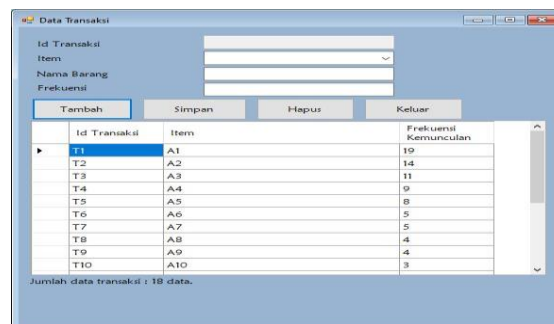 Data Transaksi
Id Transaksi
Item
Nama Barang
Frekuensi
Tambah Simpan Hapus Keluar
Id Transaksi Item Frekuensi Kemunculan
T1 A1 19
T2 A2 14
T3 A3 11
T4 A4 9
T5 A5 8
T6 A6 5
T7 A7 5
T8 A8 4
T9 A9 4
T10 A10 3
Jumlah data transaksi : 18 data.